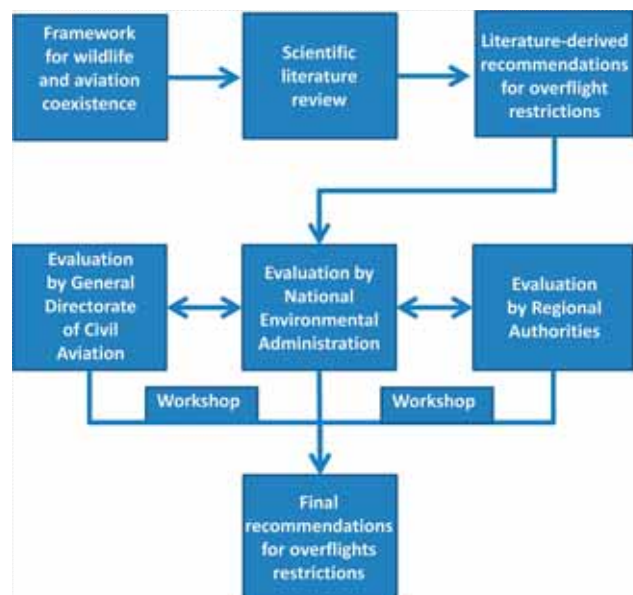 Framework
for wildlife
and aviation
coexistence
Scientific
literature
review
Literature-derived
recommendations
for overflight
restrictions
Evaluation
by General
Directorate
of Civil
Aviation
Evaluation by
National
Environmental
Administration
Evaluation
by Regional
Authorities
Workshop
Workshop
Final
recommendations
for overflights
restrictions